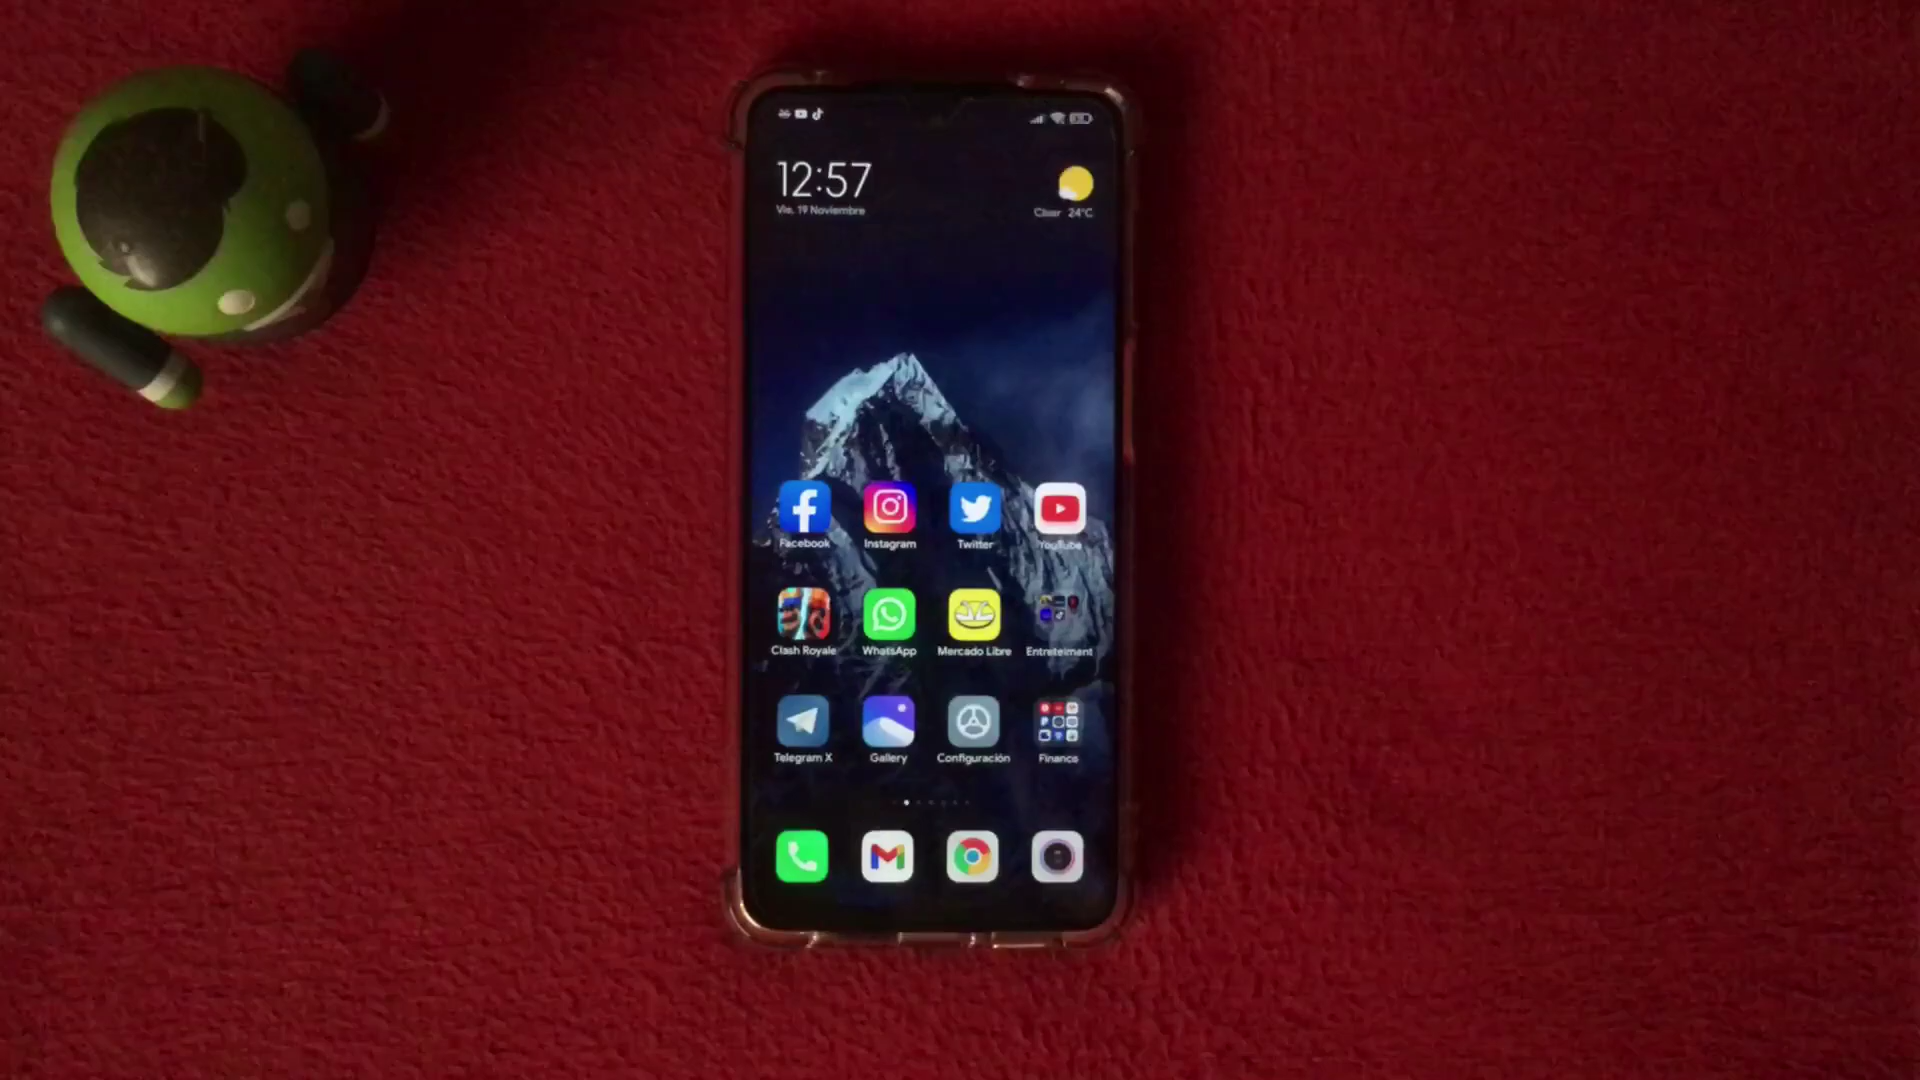 12:57
Vie. 19 Noviembre
Clear 24°C
Facebook
Instagram
Twitter
YouTube
Clash Royale
WhatsApp
Mercado Libre
Entreteiment
Telegram X
Gallery
Configuración
Finance